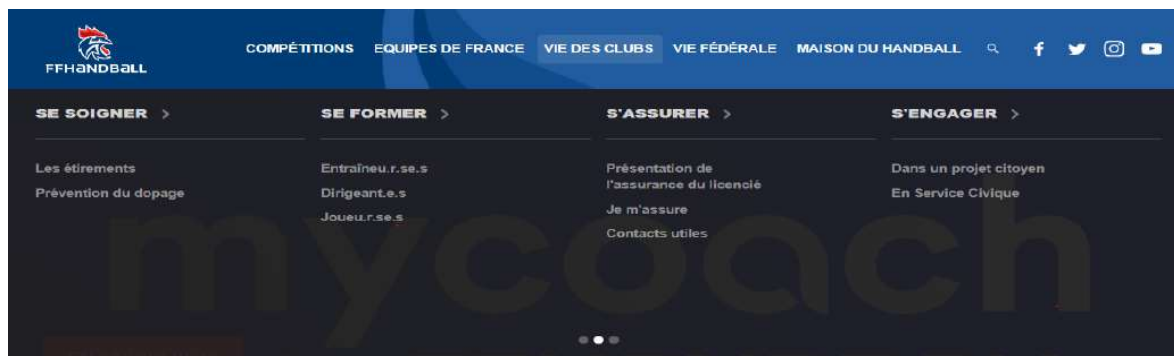 FFHANDBALL
COMPÉTITIONS EQUIPES DE FRANCE VIE DES CLUBS VIE FÉDÉRALE MAISON DU HANDBALL
SE SOIGNER >
Les étirements
Prévention du dopage
SE FORMER >
Entraîneu.r.se.s
Dirigeant.e.s
Joueu.r.se.s
S'ASSURER >
Présentation de
l'assurance du licencié
Je m'assure
Contacts utiles
S'ENGAGER >
Dans un projet citoyen
En Service Civique
mycoach